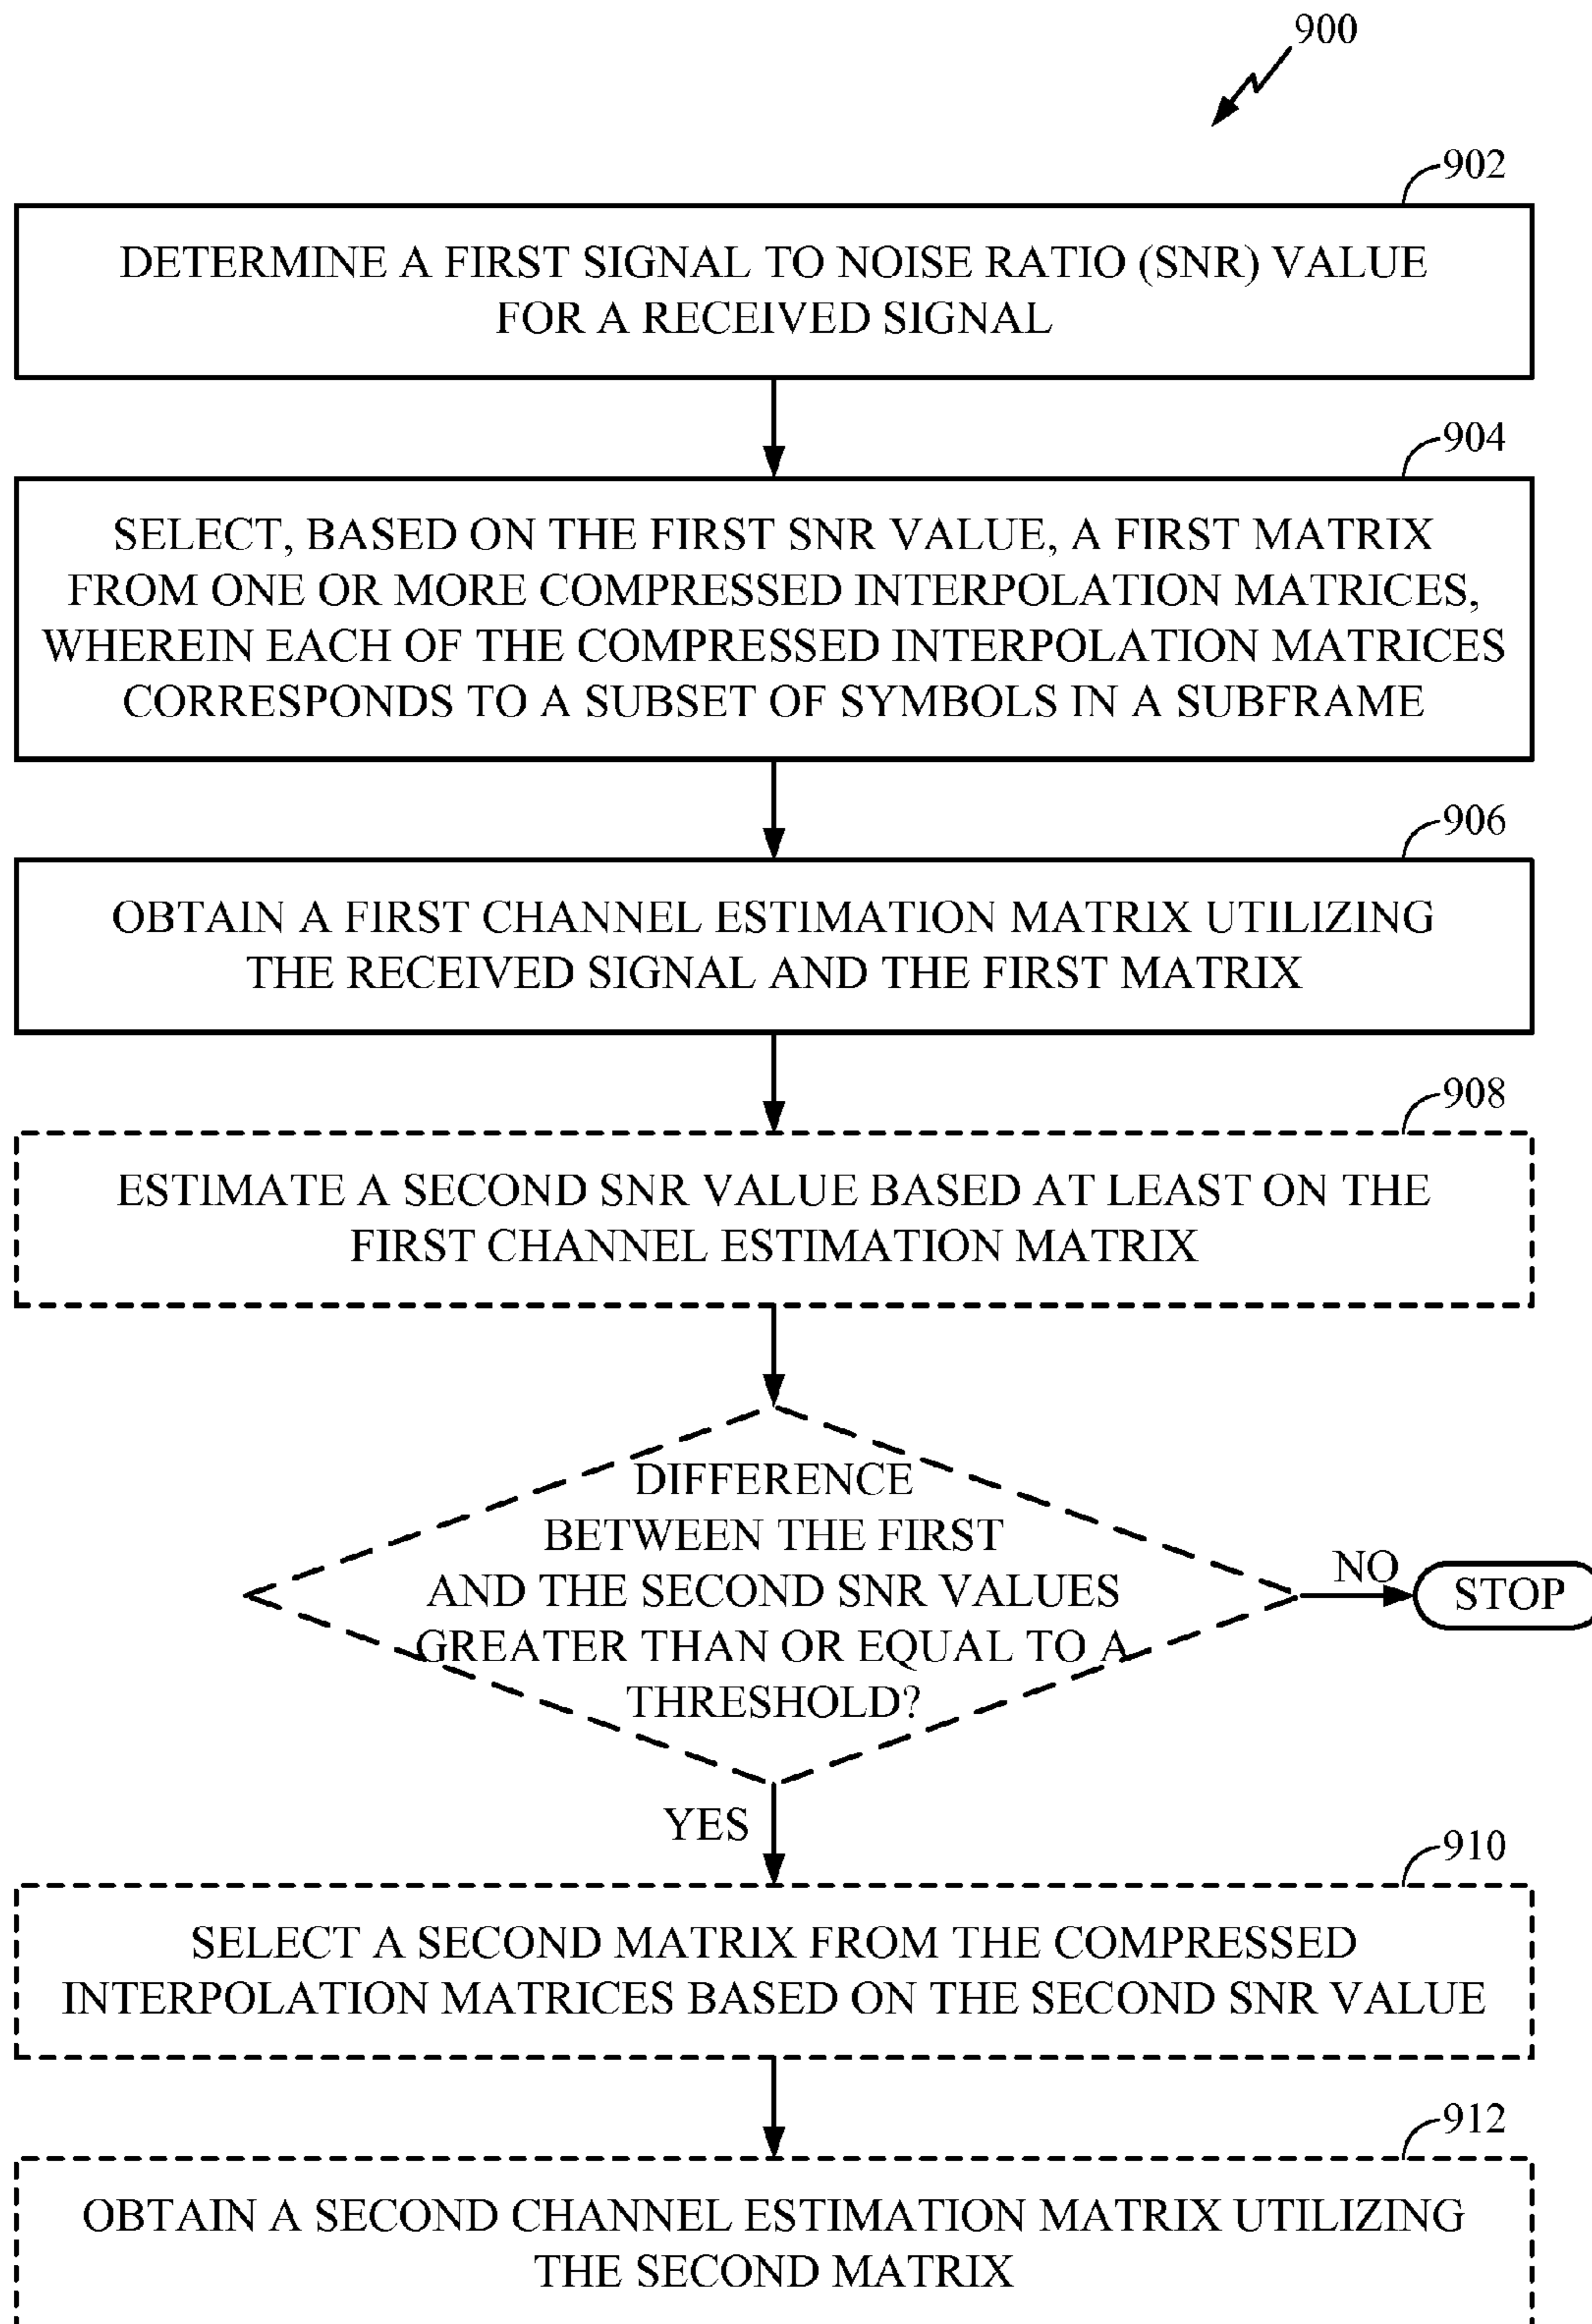 900
902
DETERMINE A FIRST SIGNAL TO NOISE RATIO (SNR) VALUE
FOR A RECEIVED SIGNAL
904
SELECT, BASED ON THE FIRST SNR VALUE, A FIRST MATRIX
FROM ONE OR MORE COMPRESSED INTERPOLATION MATRICES,
WHEREIN EACH OF THE COMPRESSED INTERPOLATION MATRICES
CORRESPONDS TO A SUBSET OF SYMBOLS IN A SUBFRAME
906
OBTAIN A FIRST CHANNEL ESTIMATION MATRIX UTILIZING
THE RECEIVED SIGNAL AND THE FIRST MATRIX
908
ESTIMATE A SECOND SNR VALUE BASED AT LEAST ON THE
FIRST CHANNEL ESTIMATION MATRIX
DIFFERENCE
BETWEEN THE FIRST
AND THE SECOND SNR VALUES
GREATER THAN OR EQUAL TO A
THRESHOLD?
NO
STOP
YES
910
SELECT A SECOND MATRIX FROM THE COMPRESSED
INTERPOLATION MATRICES BASED ON THE SECOND SNR VALUE
912
OBTAIN A SECOND CHANNEL ESTIMATION MATRIX UTILIZING
THE SECOND MATRIX